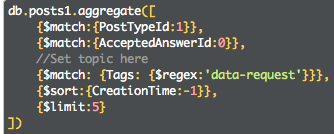 db.posts1.aggregate([
{$match:{PostTypeId:1}},
{$match:{AcceptedAnswerId:0}},
//Set topic here
{$match: {Tags: {$regex:'data-request'}}},
{$sort:{CreationTime:-1}},
{$limit:5}
])